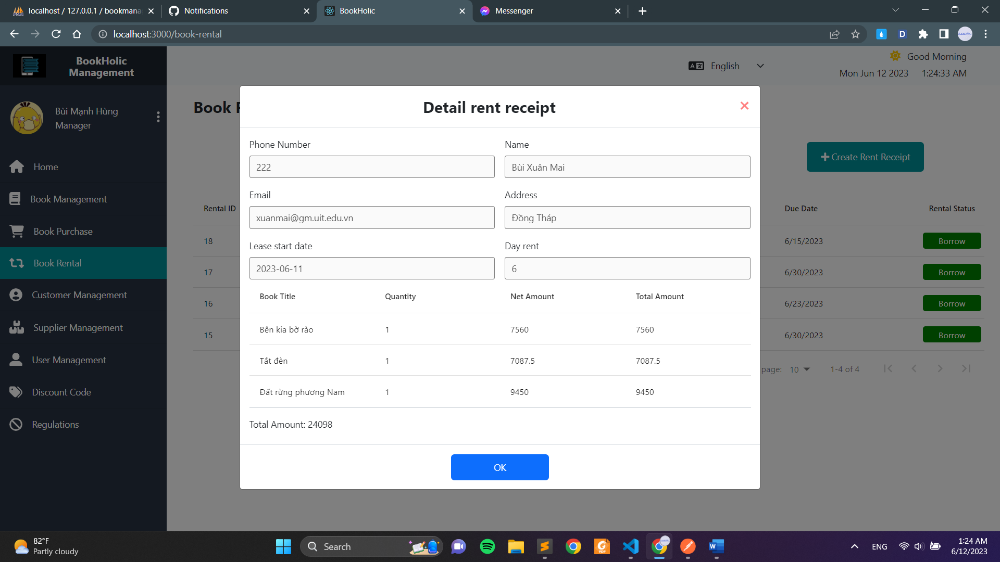 localhost / 127.0.0.1 / bookmana
Notifications
BookHolic
Messenger
localhost:3000/book-rental
D
BookHolic
Management
English
Good Morning
Mon Jun 12 2023 1:24:33 AM
Bùi Mạnh Hùng
Manager
Home
Book Management
Book Purchase
Book Rental
Customer Management
Supplier Management
User Management
Discount Code
Regulations
Book
Create Rent Receipt
Rental ID
Due Date
Rental Status
18
6/15/2023
Borrow
17
6/30/2023
Borrow
16
6/23/2023
Borrow
15
6/30/2023
Borrow
page: 10
1-4 of 4
Detail rent receipt
Phone Number
Name
222
Bùi Xuân Mai
Email
Address
xuanmai@gm.uit.edu.vn
Đồng Tháp
Lease start date
Day rent
2023-06-11
6
Book Title
Quantity
Net Amount
Total Amount
Bên kia bờ rào
1
7560
7560
Tắt đèn
1
7087.5
7087.5
Đất rừng phương Nam
1
9450
9450
Total Amount: 24098
OK
82°F
Partly cloudy
Search
PDF
W
ENG
1:24 AM
6/12/2023